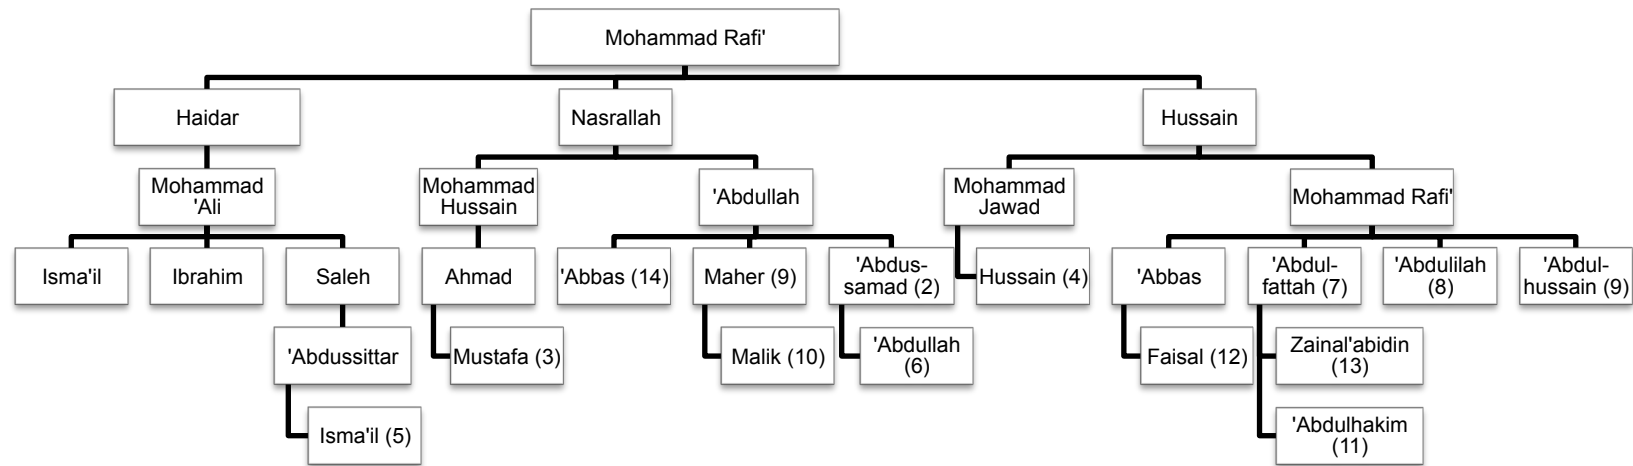 Mohammad Rafi'
Haidar
Nasrallah
Hussain
Mohammad
'Ali
Mohammad
Hussain
'Abdullah
Mohammad
Jawad
Mohammad Rafi'
Isma'il
Ibrahim
Saleh
Ahmad
'Abbas (14)
Maher (9)
'Abdus-
samad (2)
Hussain (4)
'Abbas
'Abdul-
fattah (7)
'Abdulilah
(8)
'Abdul-
hussain (9)
'Abdussittar
Mustafa (3)
Malik (10)
'Abdullah
(6)
Faisal (12)
Zainal'abidin
(13)
Isma'il (5)
'Abdulhakim
(11)